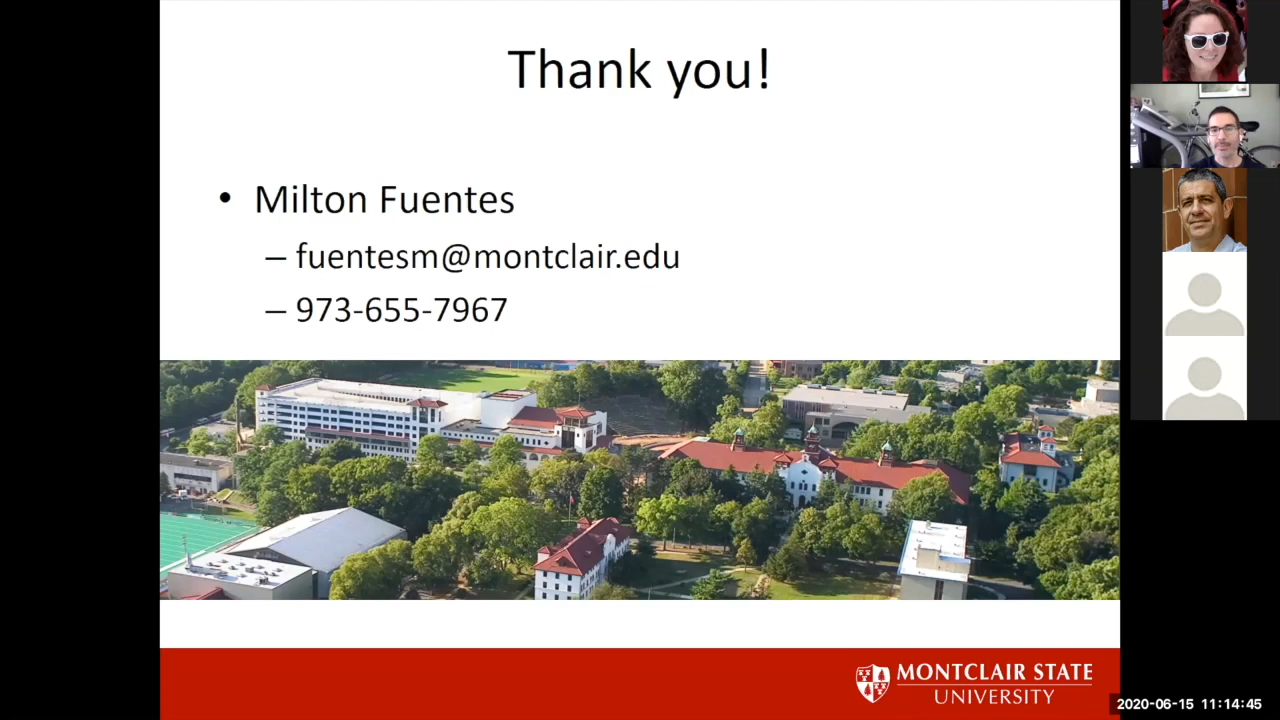 Thank you!
• Milton Fuentes
– fuentesm@montclair.edu
– 973-655-7967
MONTCLAIR STATE
UNIVERSITY
2020-06-15 11:14:45